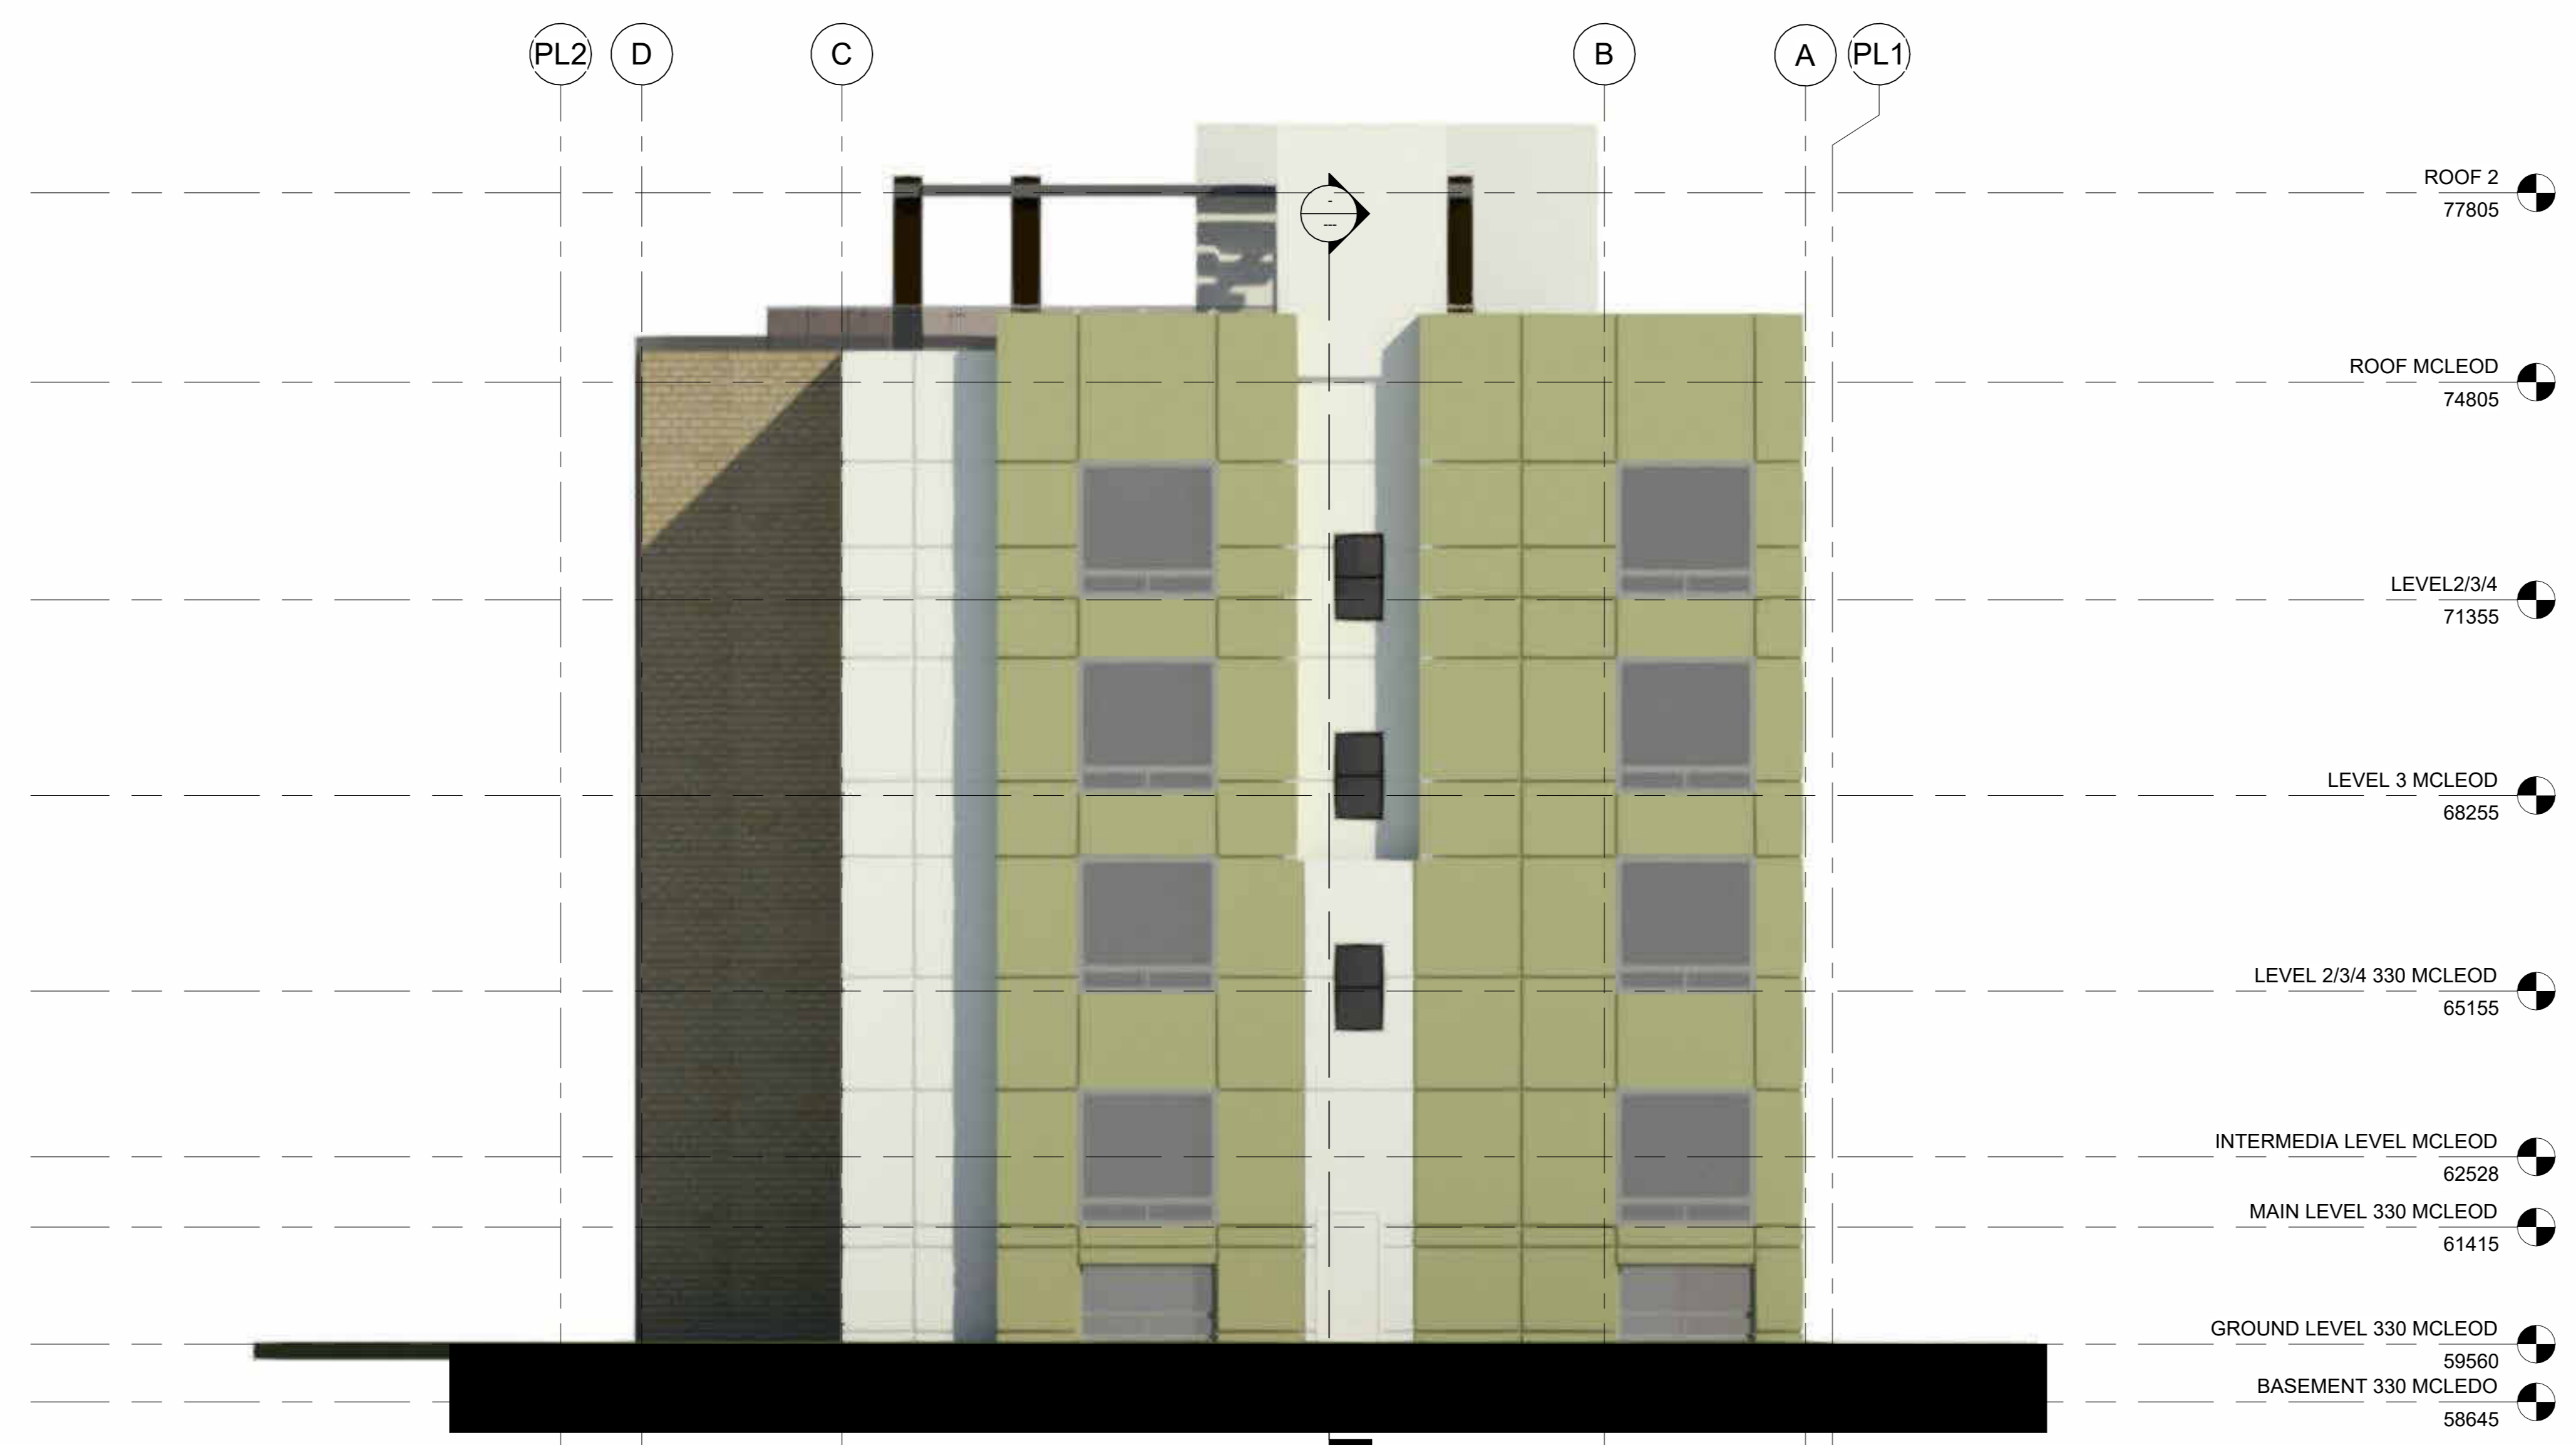 PL2 D C B A PL1
ROOF 2
77805
-
---
ROOF MCLEOD
74805
LEVEL2/3/4
71355
LEVEL 3 MCLEOD
68255
LEVEL 2/3/4 330 MCLEOD
65155
INTERMEDIA LEVEL MCLEOD
62528
MAIN LEVEL 330 MCLEOD
61415
GROUND LEVEL 330 MCLEOD
59560
BASEMENT 330 MCLEDO
58645